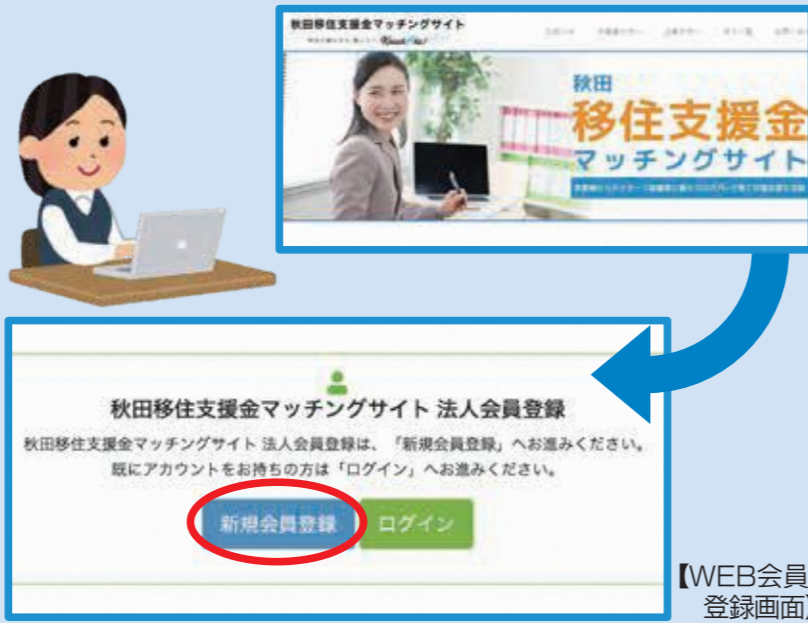 秋田移住支援金マッチングサイト
秋田
移住支援金
マッチングサイト
秋田移住支援金マッチングサイト 法人会員登録
秋田移住支援金マッチングサイト 法人会員登録は、「新規会員登録」へお進みください。
既にアカウントをお持ちの方は「ログイン」へお進みください。
新規会員登録
ログイン
【WEB会員
登録画面】